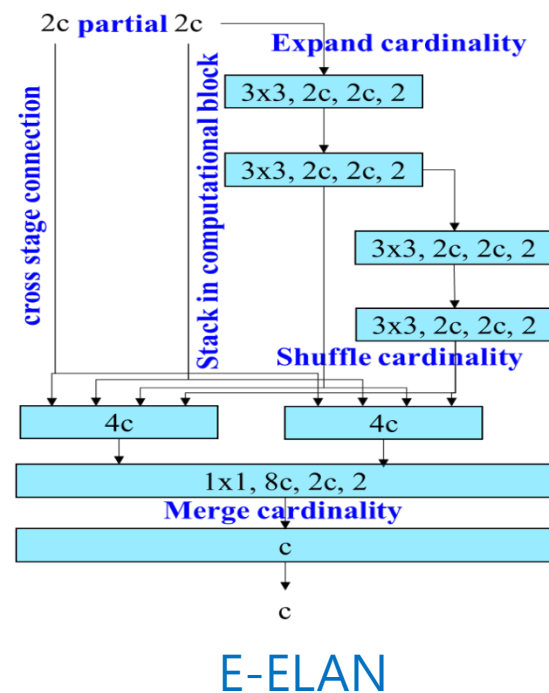 2c partial 2c
Expand cardinality
3x3, 2c, 2c, 2
3x3, 2c, 2c, 2
cross stage connection
Stack in computational block
3x3, 2c, 2c, 2
3x3, 2c, 2c, 2
Shuffle cardinality
4c
4c
1x1, 8c, 2c, 2
Merge cardinality
c
c
E-ELAN